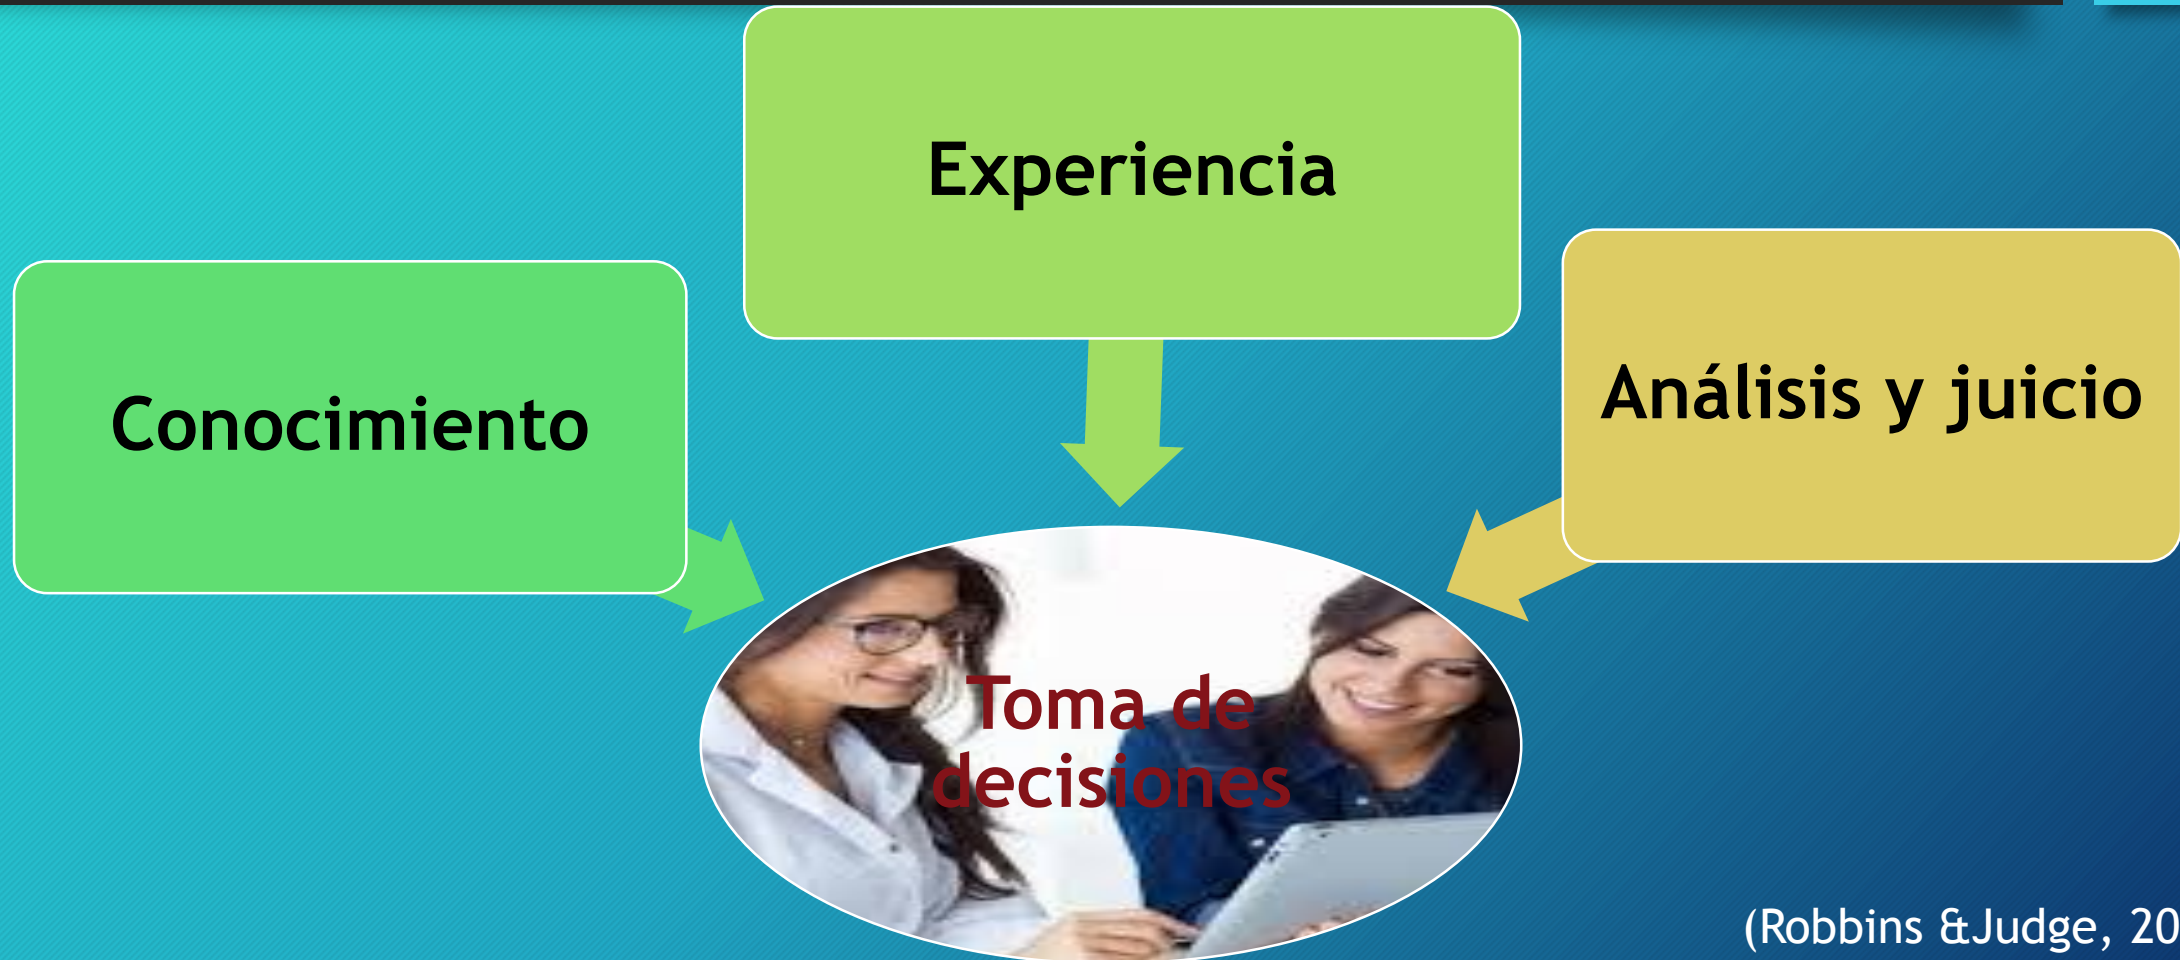 Experiencia
Conocimiento
Análisis y juicio
Toma de
decisiones
(Robbins &Judge, 20